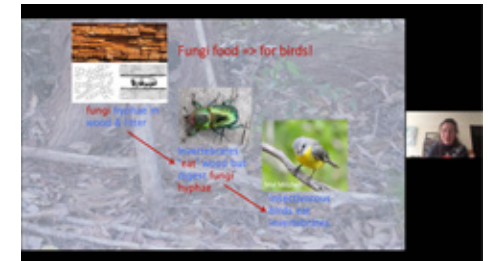 Fungi food => for birds!
fungi hyphae in
wood & litter
invertebrates
'eat' wood but
digest fungi
hyphae
insectivorous
birds eat
invertebrates